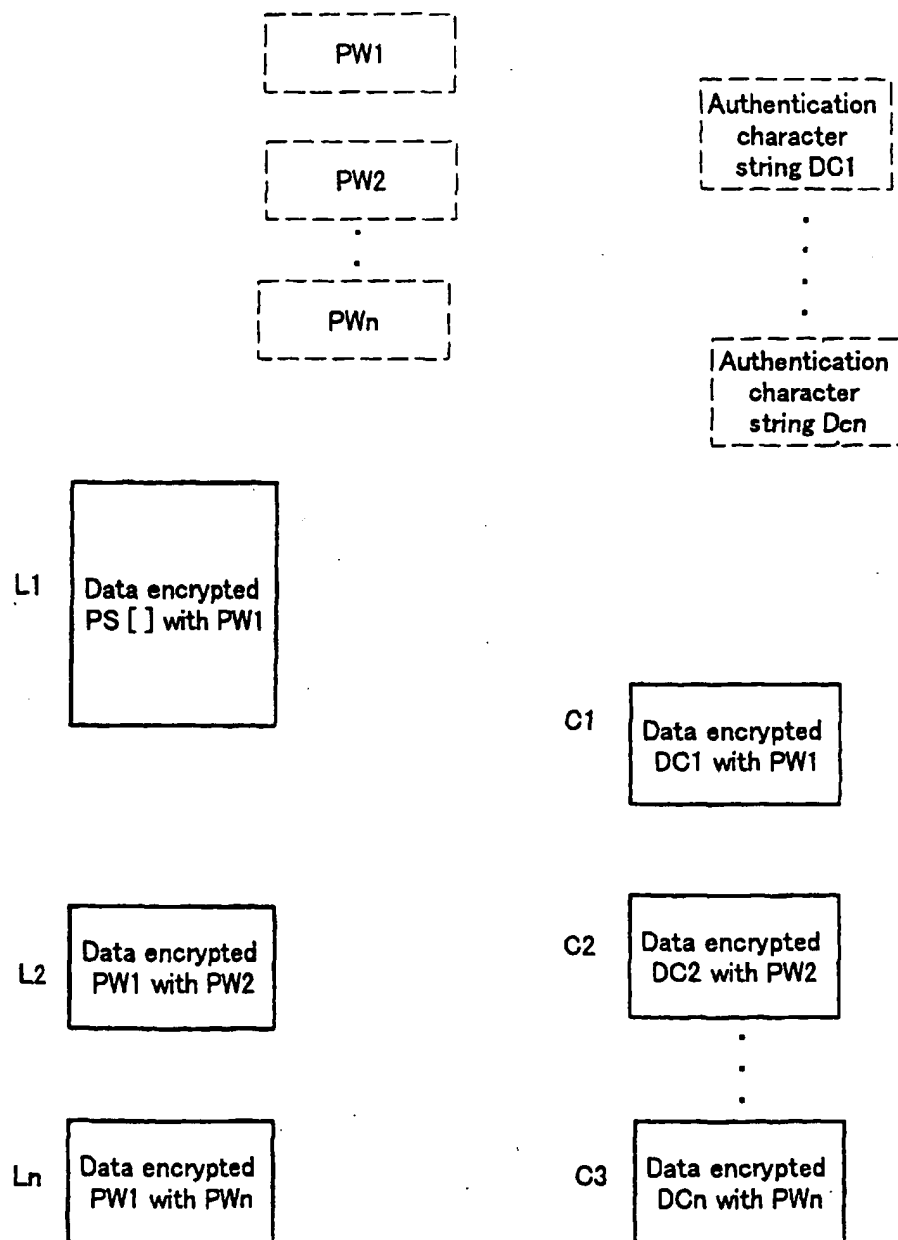 PW1
Authentication
character
string DC1
PW2
PWn
Authentication
character
string Dcn
L1
Data encrypted
PS [ ] with PW1
C1
Data encrypted
DC1 with PW1
L2
Data encrypted
PW1 with PW2
C2
Data encrypted
DC2 with PW2
Ln
Data encrypted
PW1 with PWn
C3
Data encrypted
DCn with PWn